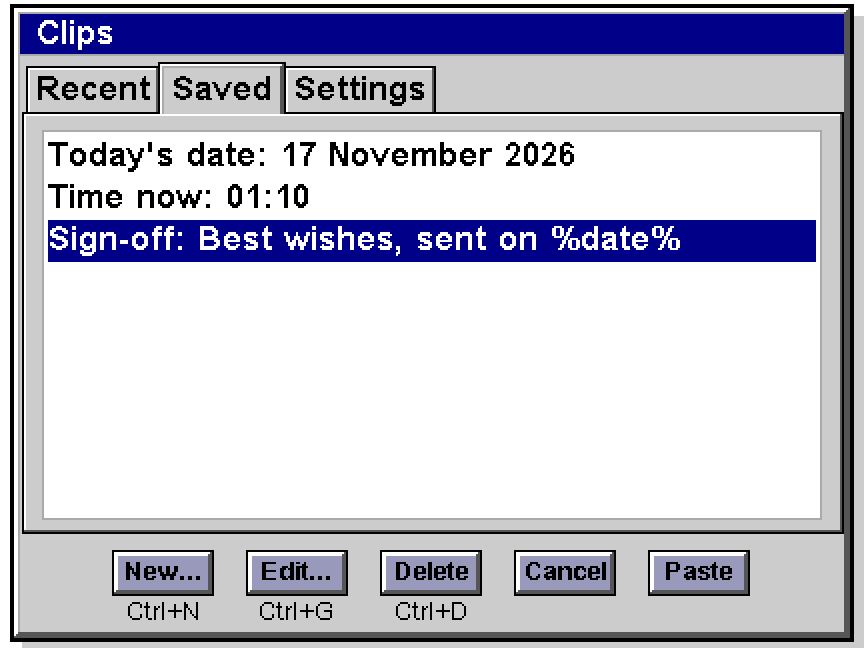 Clips
Recent Saved Settings
Today's date: 17 November 2026
Time now: 01:10
Sign-off: Best wishes, sent on %date%
New... Edit... Delete Cancel Paste
Ctrl+N Ctrl+G Ctrl+D